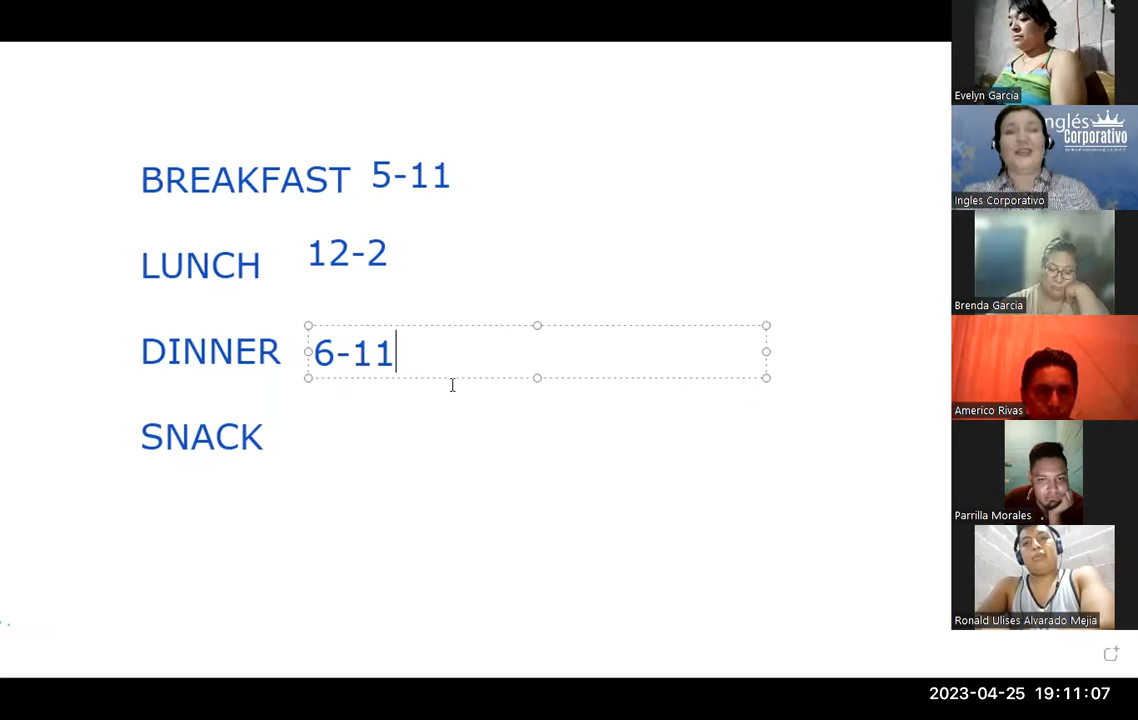 BREAKFAST 5-11
LUNCH 12-2
DINNER 6-11
SNACK
Evelyn García
nglés
Corporativo
Ingles Corporativo
Brenda Garcia
Americo Rivas
Parrilla Morales
Ronald Ulises Alvarado Mejia
2023-04-25 19:11:07